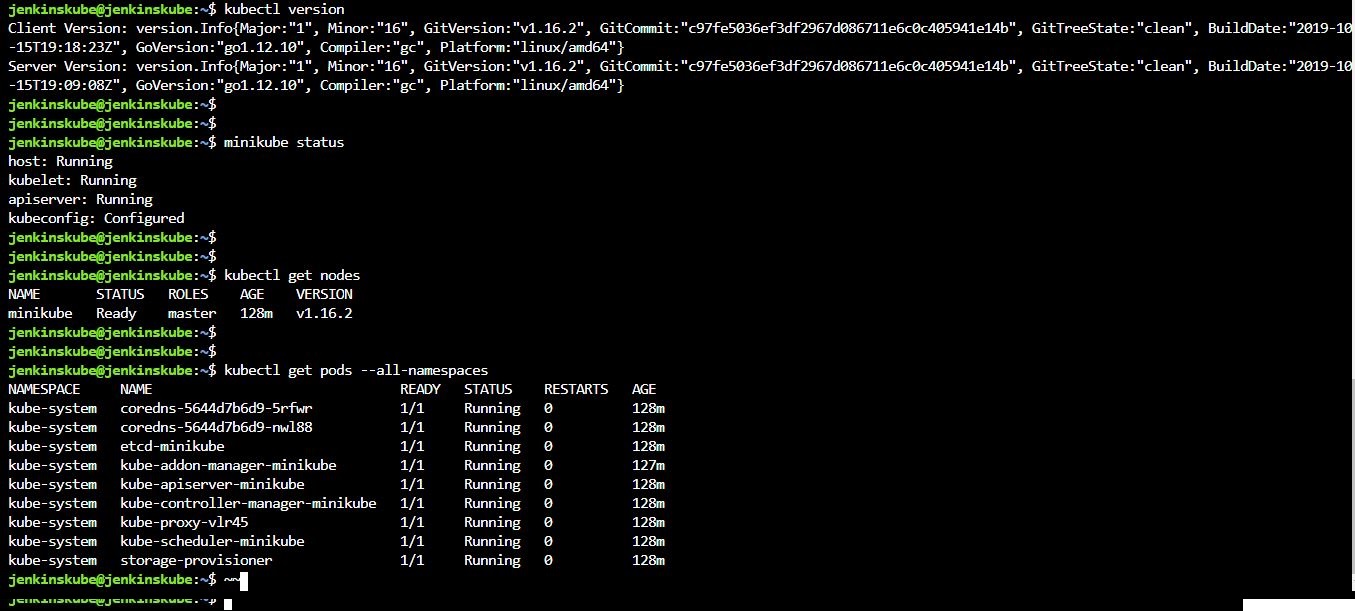 jenkinskube@jenkinskube:~$ kubectl version
Client Version: version.Info{Major:"1", Minor:"16", GitVersion:"v1.16.2", GitCommit:"c97fe5036ef3df2967d086711e6c0c405941e14b", GitTreeState:"clean", BuildDate:"2019-10
-15T19:18:23Z", GoVersion:"go1.12.10", Compiler:"gc", Platform:"linux/amd64"}
Server Version: version.Info{Major:"1", Minor:"16", GitVersion:"v1.16.2", GitCommit:"c97fe5036ef3df2967d086711e6c0c405941e14b", GitTreeState:"clean", BuildDate:"2019-10
-15T19:09:08Z", GoVersion:"go1.12.10", Compiler:"gc", Platform:"linux/amd64"}
jenkinskube@jenkinskube:~$
jenkinskube@jenkinskube:~$
jenkinskube@jenkinskube:~$ minikube status
host: Running
kubelet: Running
apiserver: Running
kubeconfig: Configured
jenkinskube@jenkinskube:~$
jenkinskube@jenkinskube:~$
jenkinskube@jenkinskube:~$ kubectl get nodes
NAME       STATUS   ROLES    AGE    VERSION
minikube   Ready    master   128m   v1.16.2
jenkinskube@jenkinskube:~$
jenkinskube@jenkinskube:~$
jenkinskube@jenkinskube:~$ kubectl get pods --all-namespaces
NAMESPACE     NAME                               READY   STATUS    RESTARTS   AGE
kube-system   coredns-5644d7b6d9-5rfwr           1/1     Running   0          128m
kube-system   coredns-5644d7b6d9-nwl88           1/1     Running   0          128m
kube-system   etcd-minikube                      1/1     Running   0          128m
kube-system   kube-addon-manager-minikube        1/1     Running   0          127m
kube-system   kube-apiserver-minikube            1/1     Running   0          128m
kube-system   kube-controller-manager-minikube   1/1     Running   0          128m
kube-system   kube-proxy-vlr45                   1/1     Running   0          128m
kube-system   kube-scheduler-minikube            1/1     Running   0          128m
kube-system   storage-provisioner                1/1     Running   0          128m
jenkinskube@jenkinskube:~$ ~~
jenkinskube@jenkinskube:~$